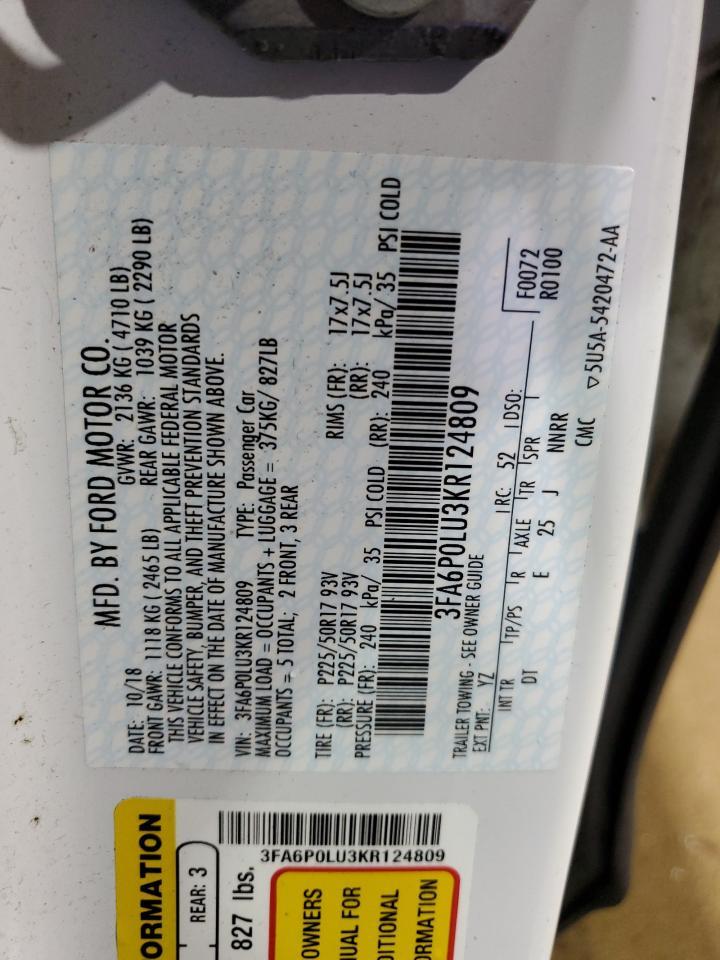 MFD. BY FORD MOTOR CO.
DATE: 10/18 GVWR: 2136 KG ( 4710 LB)
FRONT GAWR: 1118 KG ( 2465 LB) REAR GAWR: 1039 KG ( 2290 LB)
THIS VEHICLE CONFORMS TO ALL APPLICABLE FEDERAL MOTOR
VEHICLE SAFETY, BUMPER, AND THEFT PREVENTION STANDARDS
IN EFFECT ON THE DATE OF MANUFACTURE SHOWN ABOVE.
VIN: 3FA6P0LU3KR124809 TYPE: Passenger Car
MAXIMUM LOAD = OCCUPANTS + LUGGAGE = 375KG/ 827LB
OCCUPANTS = 5 TOTAL; 2 FRONT, 3 REAR
TIRE (FR): P225/50R17 93V RIMS (FR): 17x7.5J
(RR): P225/50R17 93V (RR): 17x7.5J
PRESSURE (FR): 240 kPa/ 35 PSI COLD (RR): 240 kPa/ 35 PSI COLD
3FA6P0LU3KR124809
TRAILER TOWING - SEE OWNER GUIDE
EXT PNT: YZ RC: 52 DSO:
INT TR TP/PS R AXLE TR SPR F0072
DT E 25 J NNRR R0100
CMC ▽5U5A-5420472-AA
ORMATION
REAR: 3
827 lbs.
3FA6P0LU3KR124809
OWNERS
UAL FOR
DITIONAL
ORMATION